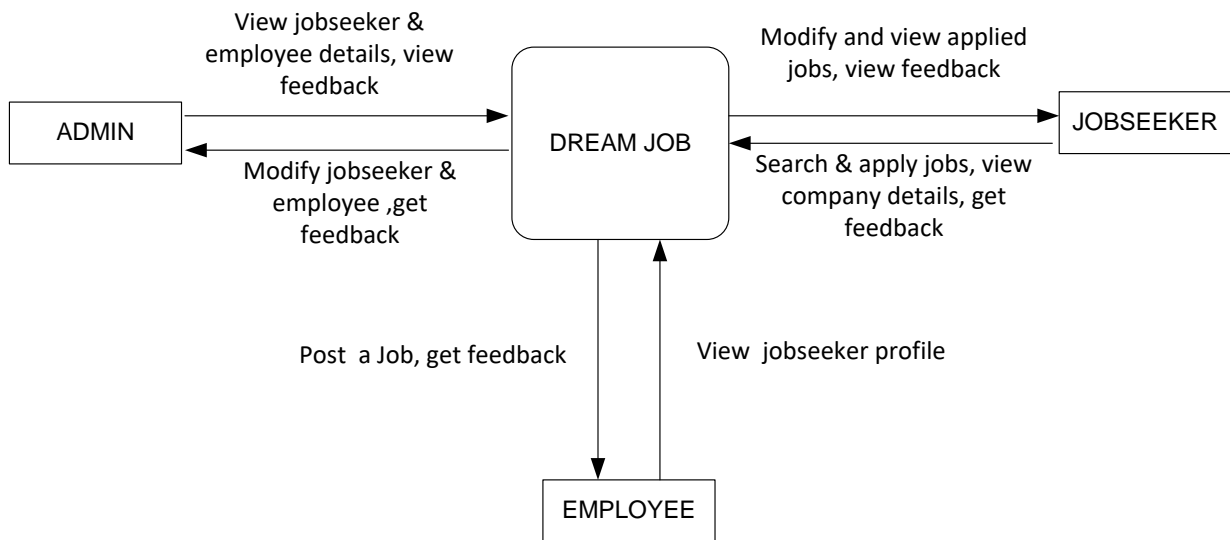 View jobseeker &
employee details, view
feedback
Modify and view applied
jobs, view feedback
ADMIN
DREAM JOB
JOBSEEKER
Modify jobseeker &
employee ,get
feedback
Search & apply jobs, view
company details, get
feedback
Post  a Job, get feedback
View  jobseeker profile
EMPLOYEE